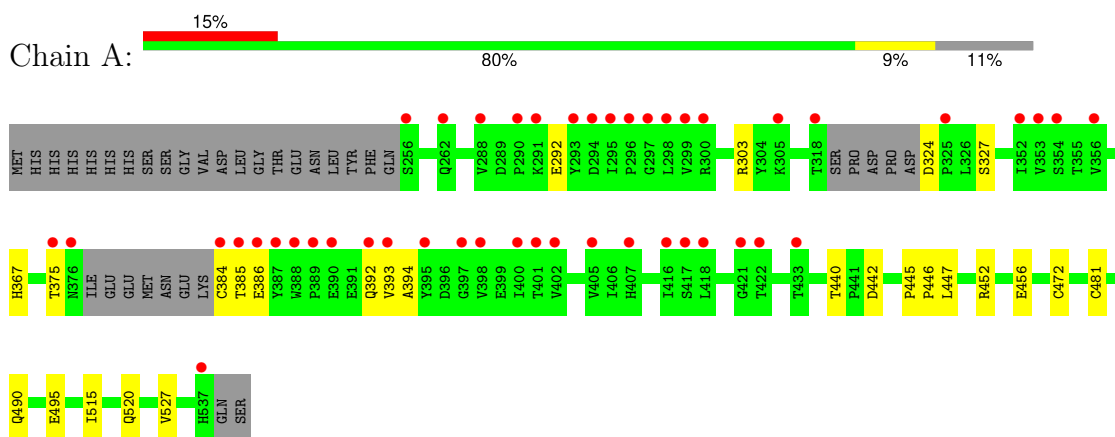 15%
Chain A:
80% 9% 11%
MET HIS HIS HIS HIS HIS HIS SER SER GLY VAL ASP LEU GLY THR GLU ASN LEU TYR PHE GLN S256 Q262 V288 D289 P290 K291 E292 Y293 D294 I295 P296 G297 L298 V299 R300 R303 Y304 K305 T318 SER PRO ASP PRO ASP D324 P325 L326 S327 I352 V353 S354 T355 V356
H367 T375 N376 ILE GLU GLU MET ASN GLU LYS C384 T385 E386 Y387 W388 P389 E390 E391 Q392 V393 A394 Y395 D396 G397 V398 E399 I400 T401 V402 V405 I406 H407 I416 S417 L418 G421 T422 T433 T440 P441 D442 P445 P446 L447 R452 E456 C472 C481
Q490 E495 I515 Q520 V527 H537 GLN SER